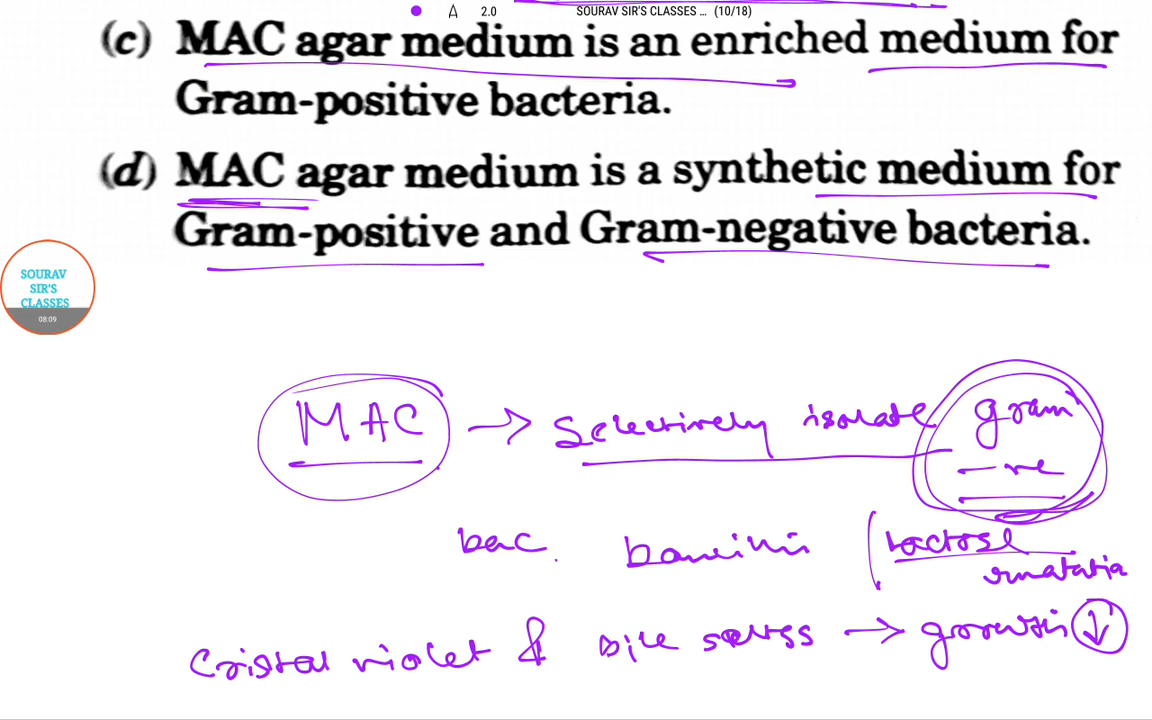 2.0 SOURAV SIR'S CLASSES ... (10/18)
(c) MAC agar medium is an enriched medium for
Gram-positive bacteria.
(d) MAC agar medium is a synthetic medium for
Gram-positive and Gram-negative bacteria.
SOURAV
SIR'S
CLASSES
08:09
MAC → Selectively isolate gram
-ve
bac.
(Lactose
Cristal violet & bile → growth ↓